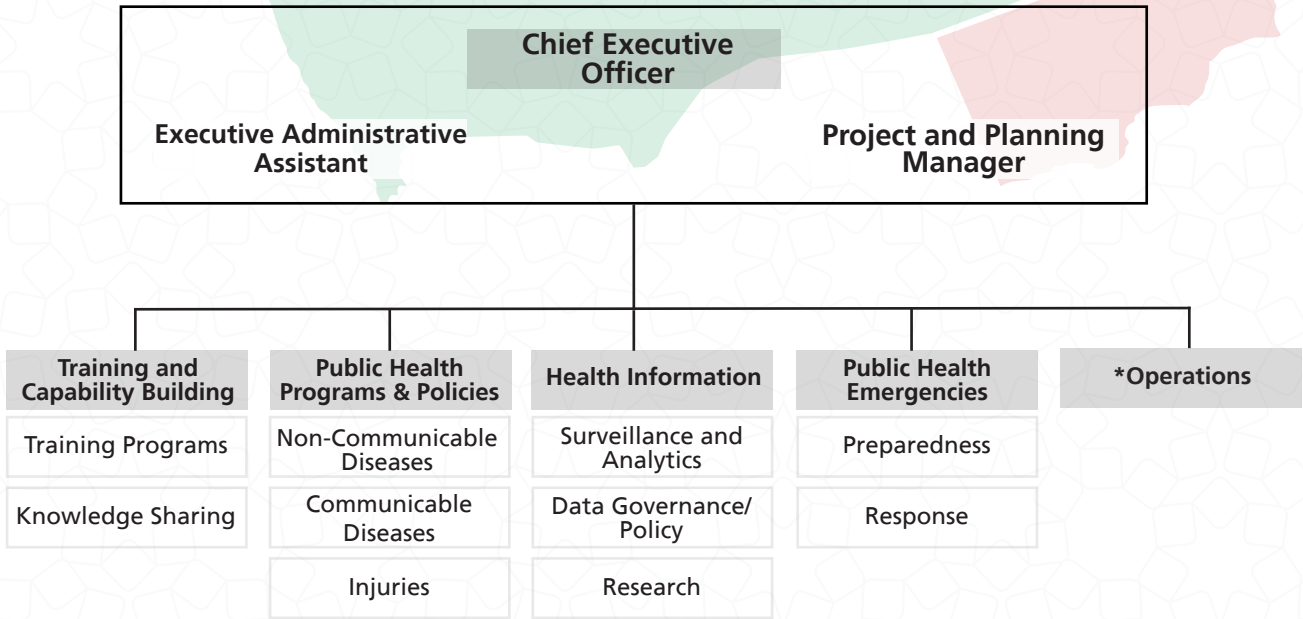 Chief Executive
Officer
Executive Administrative
Assistant
Project and Planning
Manager
Training and
Capability Building
Training Programs
Knowledge Sharing
Public Health
Programs & Policies
Non-Communicable
Diseases
Communicable
Diseases
Injuries
Health Information
Surveillance and
Analytics
Data Governance/
Policy
Research
Public Health
Emergencies
Preparedness
Response
*Operations